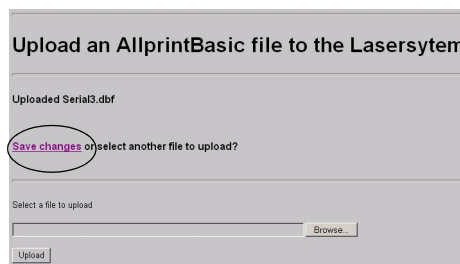 Upload an AllprintBasic file to the Lasersytem
Uploaded Serial3.dbf
Save changes or select another file to upload?
Select a file to upload
Browse...
Upload